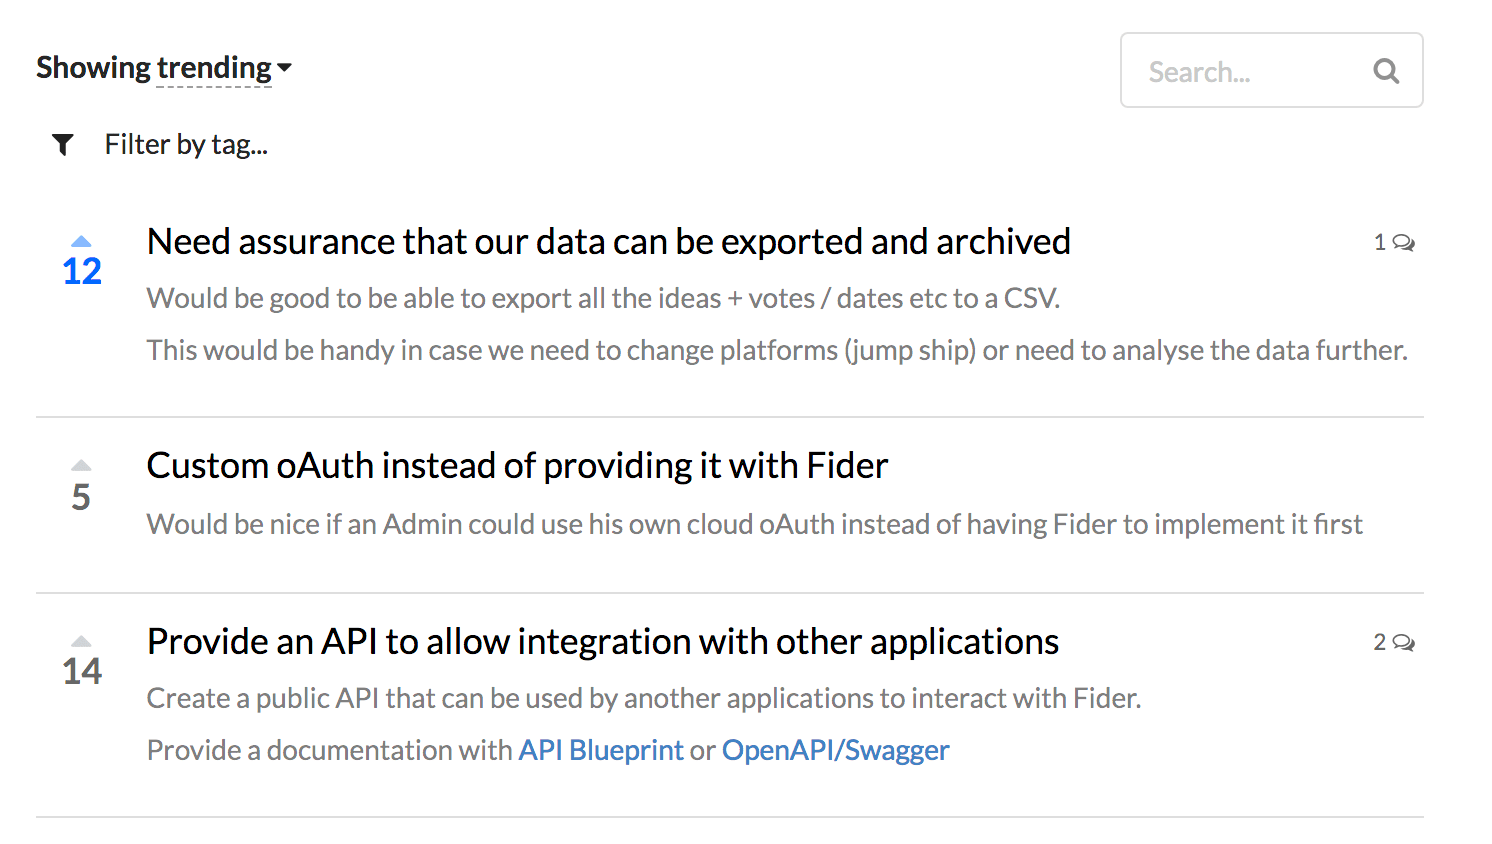 Showing trending
Search...
Filter by tag...
12
Need assurance that our data can be exported and archived
1
Would be good to be able to export all the ideas + votes / dates etc to a CSV.
This would be handy in case we need to change platforms (jump ship) or need to analyse the data further.
5
Custom oAuth instead of providing it with Fider
Would be nice if an Admin could use his own cloud oAuth instead of having Fider to implement it first
14
Provide an API to allow integration with other applications
2
Create a public API that can be used by another applications to interact with Fider.
Provide a documentation with API Blueprint or OpenAPI/Swagger